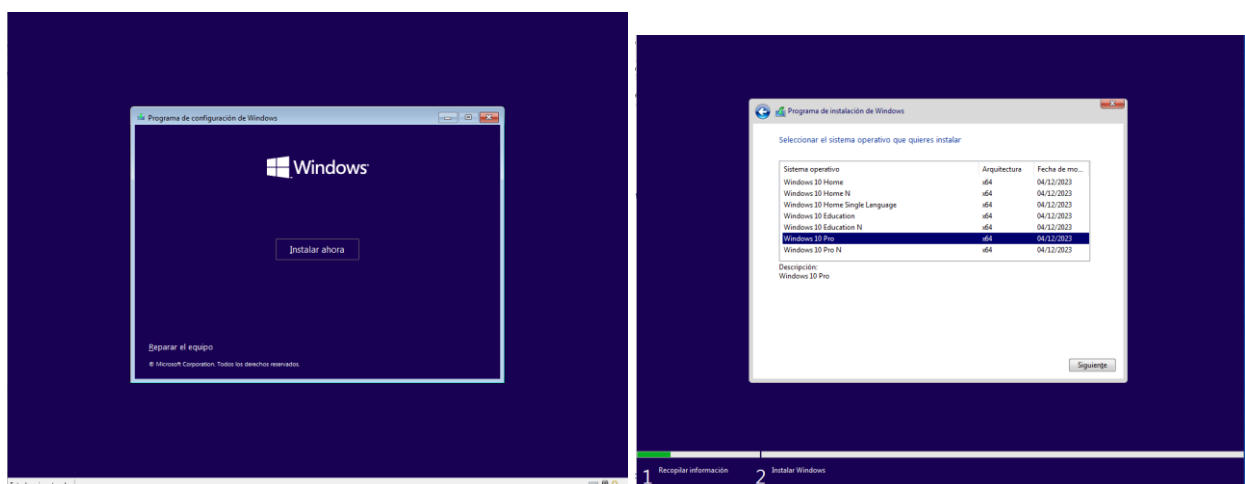 Programa de configuración de Windows
Windows
Instalar ahora
Reparar el equipo
© Microsoft Corporation. Todos los derechos reservados.
Programa de instalación de Windows
Seleccionar el sistema operativo que quieres instalar
Sistema operativo Arquitectura Fecha de mo...
Windows 10 Home x64 04/12/2023
Windows 10 Home N x64 04/12/2023
Windows 10 Home Single Language x64 04/12/2023
Windows 10 Education x64 04/12/2023
Windows 10 Education N x64 04/12/2023
Windows 10 Pro x64 04/12/2023
Windows 10 Pro N x64 04/12/2023
Descripción:
Windows 10 Pro
Siguiente
1 Recopilar información 2 Instalar Windows